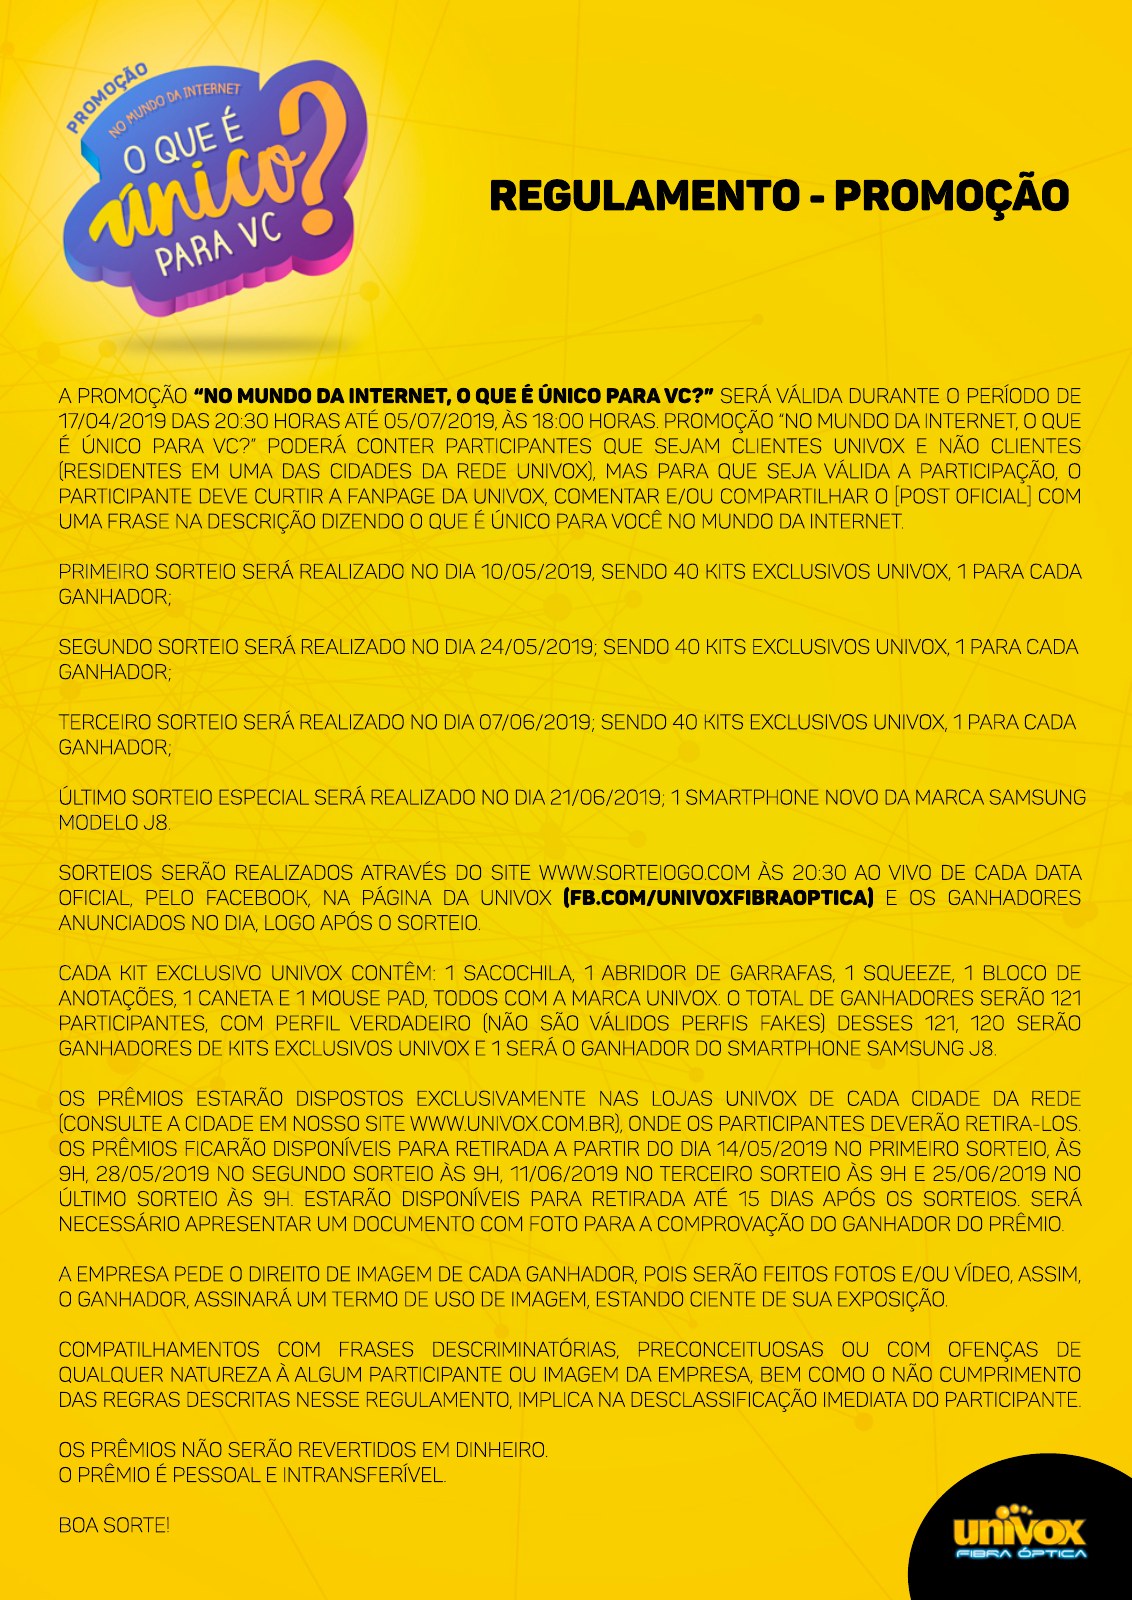 PROMOÇÃO
NO MUNDO DA INTERNET
O QUE É
único?
PARA VC
REGULAMENTO - PROMOÇÃO
A PROMOÇÃO “NO MUNDO DA INTERNET, O QUE É ÚNICO PARA VC?” SERÁ VÁLIDA DURANTE O PERÍODO DE
17/04/2019 DAS 20:30 HORAS ATÉ 05/07/2019, ÀS 18:00 HORAS. PROMOÇÃO “NO MUNDO DA INTERNET, O QUE
É ÚNICO PARA VC?” PODERÁ CONTER PARTICIPANTES QUE SEJAM CLIENTES UNIVOX E NÃO CLIENTES
(RESIDENTES EM UMA DAS CIDADES DA REDE UNIVOX), MAS PARA QUE SEJA VÁLIDA A PARTICIPAÇÃO, O
PARTICIPANTE DEVE CURTIR A FANPAGE DA UNIVOX, COMENTAR E/OU COMPARTILHAR O [POST OFICIAL] COM
UMA FRASE NA DESCRIÇÃO DIZENDO O QUE É ÚNICO PARA VOCÊ NO MUNDO DA INTERNET.
PRIMEIRO SORTEIO SERÁ REALIZADO NO DIA 10/05/2019, SENDO 40 KITS EXCLUSIVOS UNIVOX, 1 PARA CADA
GANHADOR;
SEGUNDO SORTEIO SERÁ REALIZADO NO DIA 24/05/2019; SENDO 40 KITS EXCLUSIVOS UNIVOX, 1 PARA CADA
GANHADOR;
TERCEIRO SORTEIO SERÁ REALIZADO NO DIA 07/06/2019; SENDO 40 KITS EXCLUSIVOS UNIVOX, 1 PARA CADA
GANHADOR;
ÚLTIMO SORTEIO ESPECIAL SERÁ REALIZADO NO DIA 21/06/2019; 1 SMARTPHONE NOVO DA MARCA SAMSUNG
MODELO J8.
SORTEIOS SERÃO REALIZADOS ATRAVÉS DO SITE WWW.SORTEIOGO.COM ÀS 20:30 AO VIVO DE CADA DATA
OFICIAL, PELO FACEBOOK, NA PÁGINA DA UNIVOX (FB.COM/UNIVOXFIBRAOPTICA) E OS GANHADORES
ANUNCIADOS NO DIA, LOGO APÓS O SORTEIO.
CADA KIT EXCLUSIVO UNIVOX CONTÊM: 1 SACOCHILA, 1 ABRIDOR DE GARRAFAS, 1 SQUEEZE, 1 BLOCO DE
ANOTAÇÕES, 1 CANETA E 1 MOUSE PAD, TODOS COM A MARCA UNIVOX. O TOTAL DE GANHADORES SERÃO 121
PARTICIPANTES, COM PERFIL VERDADEIRO (NÃO SÃO VÁLIDOS PERFIS FAKES) DESSES 121, 120 SERÃO
GANHADORES DE KITS EXCLUSIVOS UNIVOX E 1 SERÁ O GANHADOR DO SMARTPHONE SAMSUNG J8.
OS PRÊMIOS ESTARÃO DISPOSTOS EXCLUSIVAMENTE NAS LOJAS UNIVOX DE CADA CIDADE DA REDE
(CONSULTE A CIDADE EM NOSSO SITE WWW.UNIVOX.COM.BR), ONDE OS PARTICIPANTES DEVERÃO RETIRA-LOS.
OS PRÊMIOS FICARÃO DISPONÍVEIS PARA RETIRADA A PARTIR DO DIA 14/05/2019 NO PRIMEIRO SORTEIO, ÀS
9H, 28/05/2019 NO SEGUNDO SORTEIO ÀS 9H, 11/06/2019 NO TERCEIRO SORTEIO ÀS 9H E 25/06/2019 NO
ÚLTIMO SORTEIO ÀS 9H. ESTARÃO DISPONÍVEIS PARA RETIRADA ATÉ 15 DIAS APÓS OS SORTEIOS. SERÁ
NECESSÁRIO APRESENTAR UM DOCUMENTO COM FOTO PARA A COMPROVAÇÃO DO GANHADOR DO PRÊMIO.
A EMPRESA PEDE O DIREITO DE IMAGEM DE CADA GANHADOR, POIS SERÃO FEITOS FOTOS E/OU VÍDEO, ASSIM,
O GANHADOR, ASSINARÁ UM TERMO DE USO DE IMAGEM, ESTANDO CIENTE DE SUA EXPOSIÇÃO.
COMPATILHAMENTOS COM FRASES DESCRIMINATÓRIAS, PRECONCEITUOSAS OU COM OFENÇAS DE
QUALQUER NATUREZA À ALGUM PARTICIPANTE OU IMAGEM DA EMPRESA, BEM COMO O NÃO CUMPRIMENTO
DAS REGRAS DESCRITAS NESSE REGULAMENTO, IMPLICA NA DESCLASSIFICAÇÃO IMEDIATA DO PARTICIPANTE.
OS PRÊMIOS NÃO SERÃO REVERTIDOS EM DINHEIRO.
O PRÊMIO É PESSOAL E INTRANSFERÍVEL.
BOA SORTE!
univox
FIBRA ÓPTICA